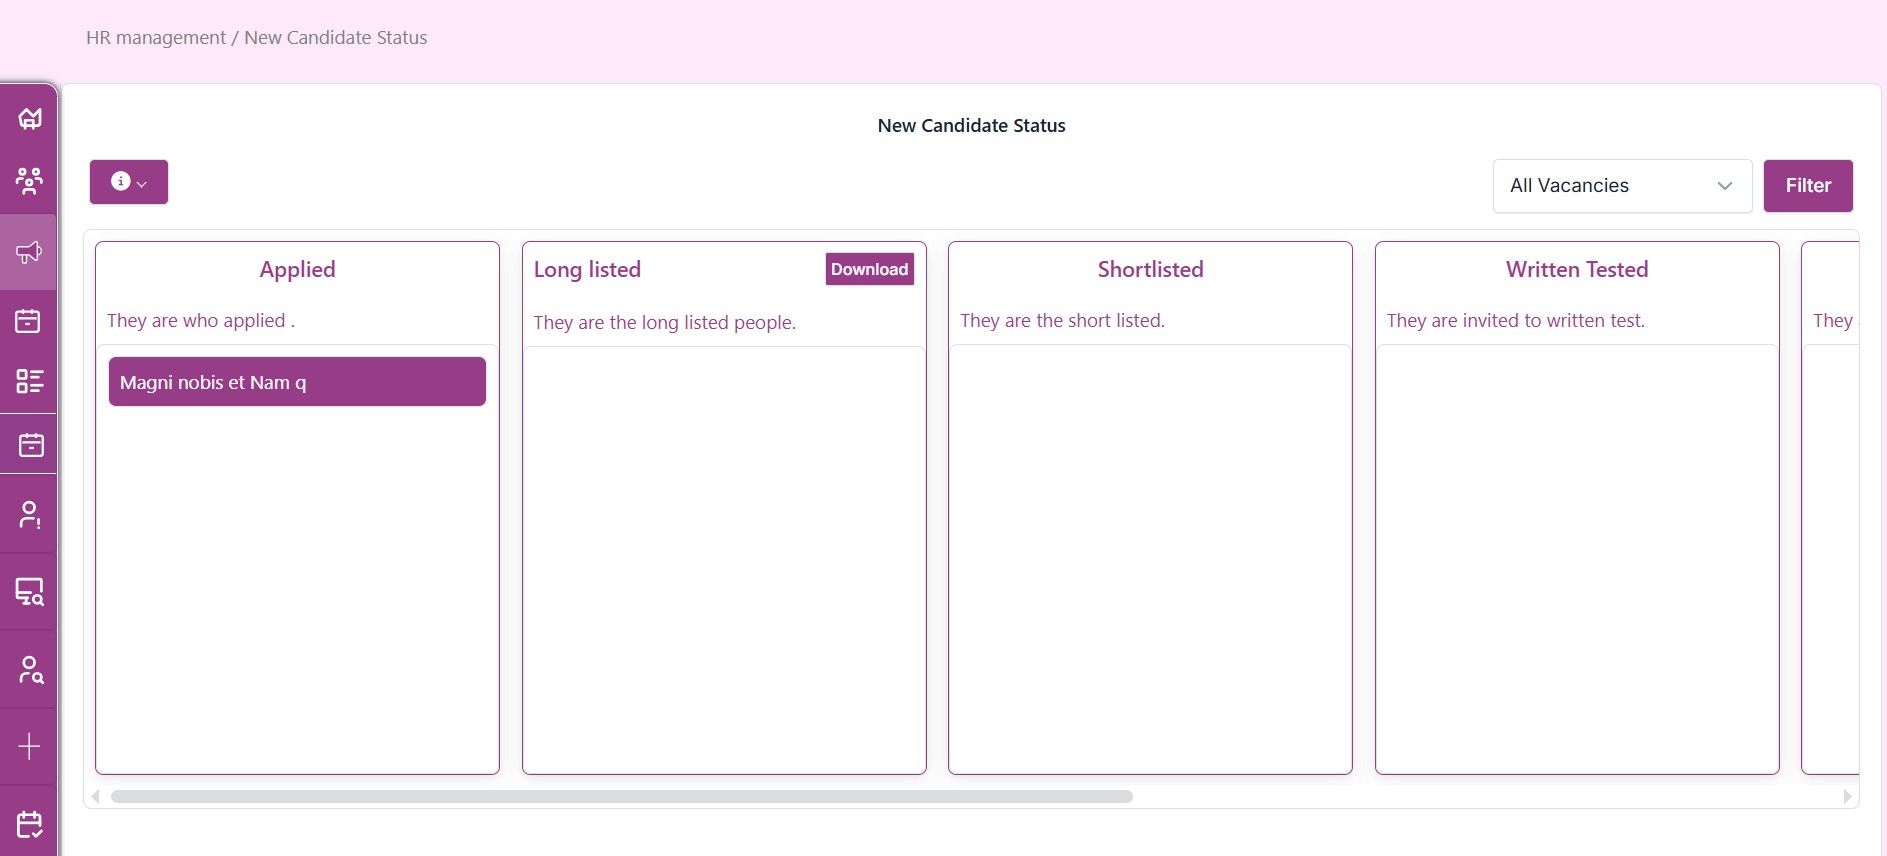 HR management / New Candidate Status
New Candidate Status
All Vacancies
Filter
Applied
They are who applied .
Magni nobis et Nam q
Long listed
Download
They are the long listed people.
Shortlisted
They are the short listed.
Written Tested
They are invited to written test.
They